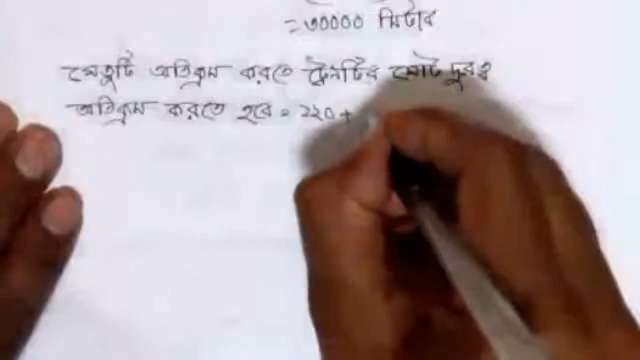 = ৩০০০০ মিটার
সেতুটি অতিক্রম করতে ট্রেনটির মোট দুরত্ব
অতিক্রম করতে হবে = ২২০ +